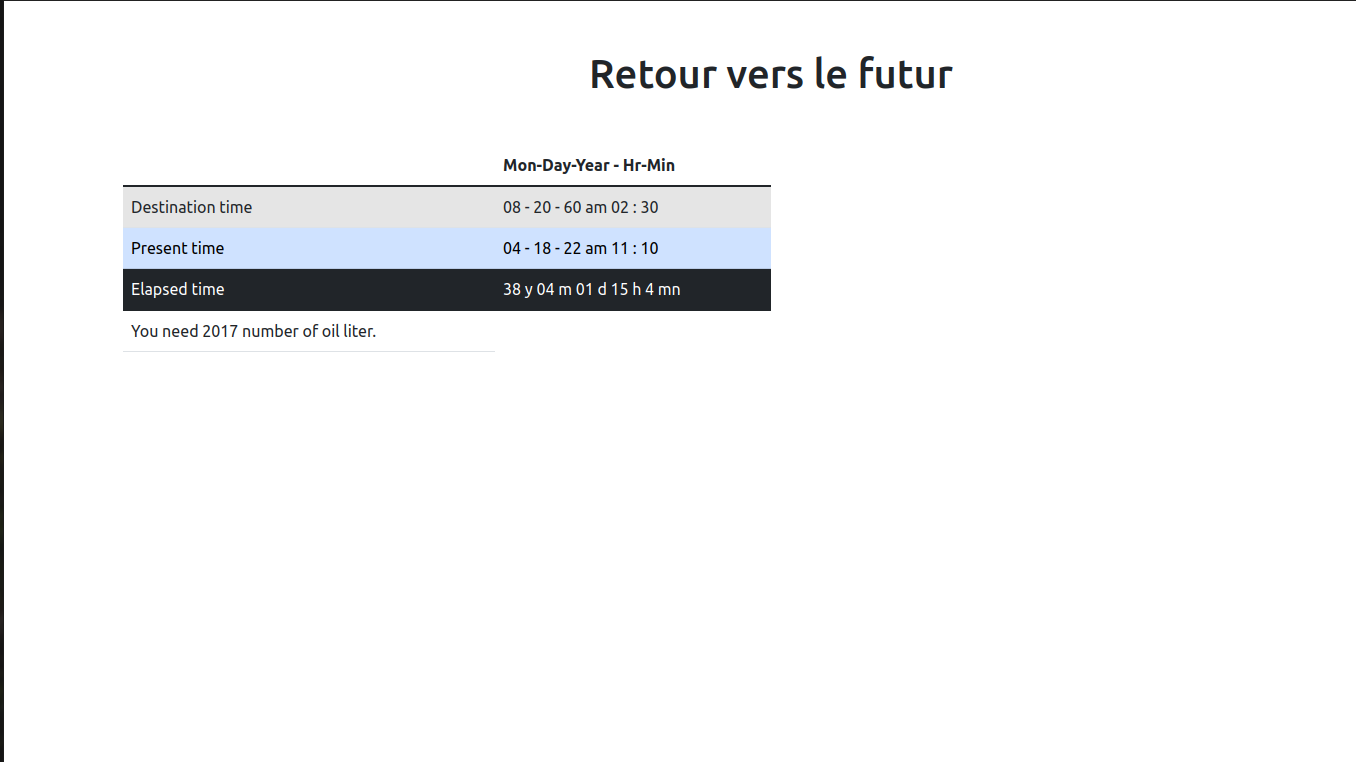 Retour vers le futur
Mon-Day-Year - Hr-Min
Destination time 08 - 20 - 60 am 02 : 30
Present time 04 - 18 - 22 am 11 : 10
Elapsed time 38 y 04 m 01 d 15 h 4 mn
You need 2017 number of oil liter.